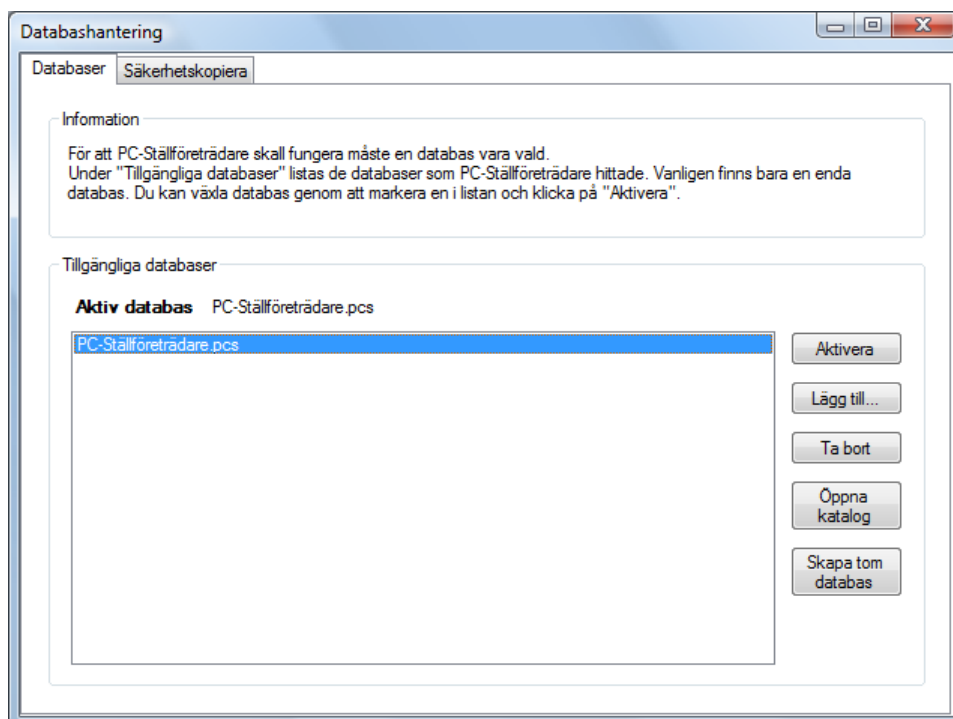 Databashantering
Databaser Säkerhetskopiera
Information
För att PC-Ställföreträdare skall fungera måste en databas vara vald.
Under "Tillgängliga databaser" listas de databaser som PC-Ställföreträdare hittade. Vanligen finns bara en enda
databas. Du kan växla databas genom att markera en i listan och klicka på "Aktivera".
Tillgängliga databaser
Aktiv databas PC-Ställföreträdare.pcs
PC-Ställföreträdare.pcs
Aktivera
Lägg till...
Ta bort
Öppna
katalog
Skapa tom
databas